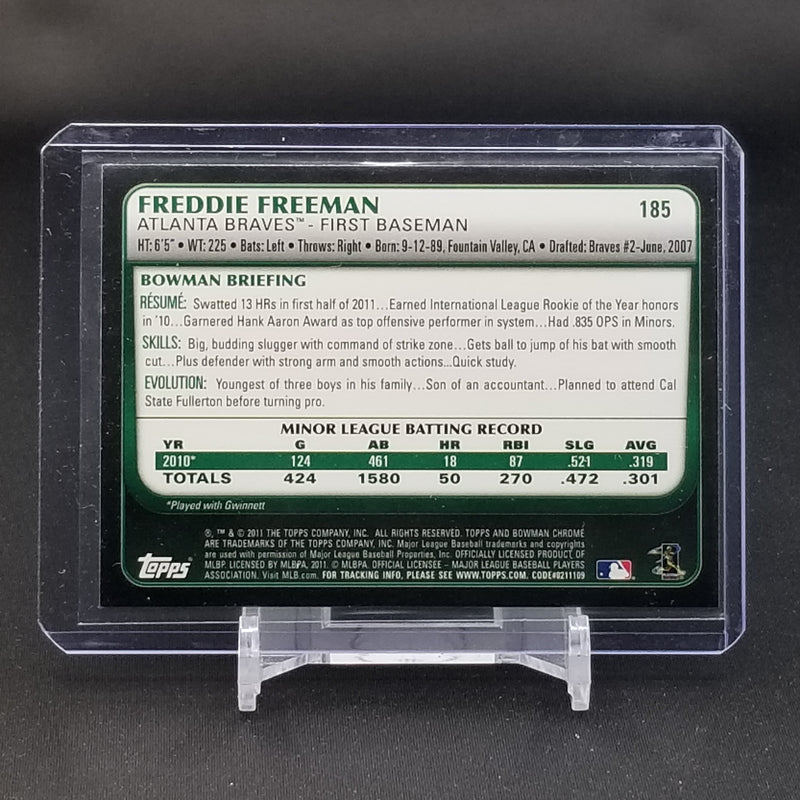 FREDDIE FREEMAN
185
ATLANTA BRAVES™ - FIRST BASEMAN
HT: 6'5" • WT: 225 • Bats: Left • Throws: Right • Born: 9-12-89, Fountain Valley, CA • Drafted: Braves #2-June, 2007
BOWMAN BRIEFING
RÉSUMÉ: Swatted 13 HRs in first half of 2011...Earned International League Rookie of the Year honors
in '10...Garnered Hank Aaron Award as top offensive performer in system...Had .835 OPS in Minors.
SKILLS: Big, budding slugger with command of strike zone...Gets ball to jump of his bat with smooth
cut...Plus defender with strong arm and smooth actions...Quick study.
EVOLUTION: Youngest of three boys in his family...Son of an accountant...Planned to attend Cal
State Fullerton before turning pro.
MINOR LEAGUE BATTING RECORD
YR G AB HR RBI SLG AVG
2010* 124 461 18 87 .521 .319
TOTALS 424 1580 50 270 .472 .301
*Played with Gwinnett
®, ™ & © 2011 THE TOPPS COMPANY, INC. ALL RIGHTS RESERVED. TOPPS AND BOWMAN CHROME
ARE TRADEMARKS OF THE TOPPS COMPANY, INC. Major League Baseball trademarks and copyrights
are used with permission of Major League Baseball Properties, Inc. OFFICIALLY LICENSED PRODUCT OF
MLBP. LICENSED BY MLBPA, 2011. © MLBPA. OFFICIAL LICENSEE – MAJOR LEAGUE BASEBALL PLAYERS
ASSOCIATION. Visit MLB.com. FOR TRACKING INFO, PLEASE SEE WWW.TOPPS.COM. CODE#0211109
Topps